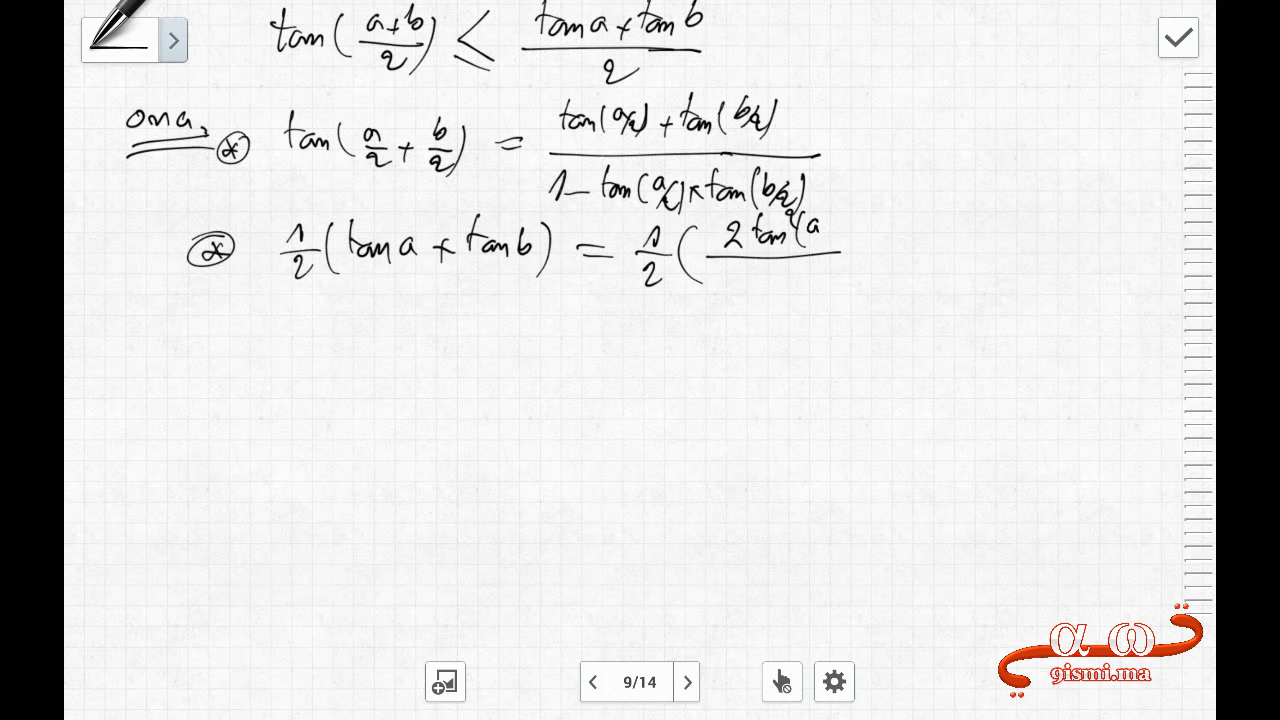 tan(a+b/2) ≤ tan a + tan b/2
on a, * tan(a/2 + b/2) = tan(a/2) + tan(b/2)/1 - tan(a/2) × tan(b/2)
* 1/2 (tan a + tan b) = 1/2 ( 2 tan(a
9/14
α ω
gismi.ma